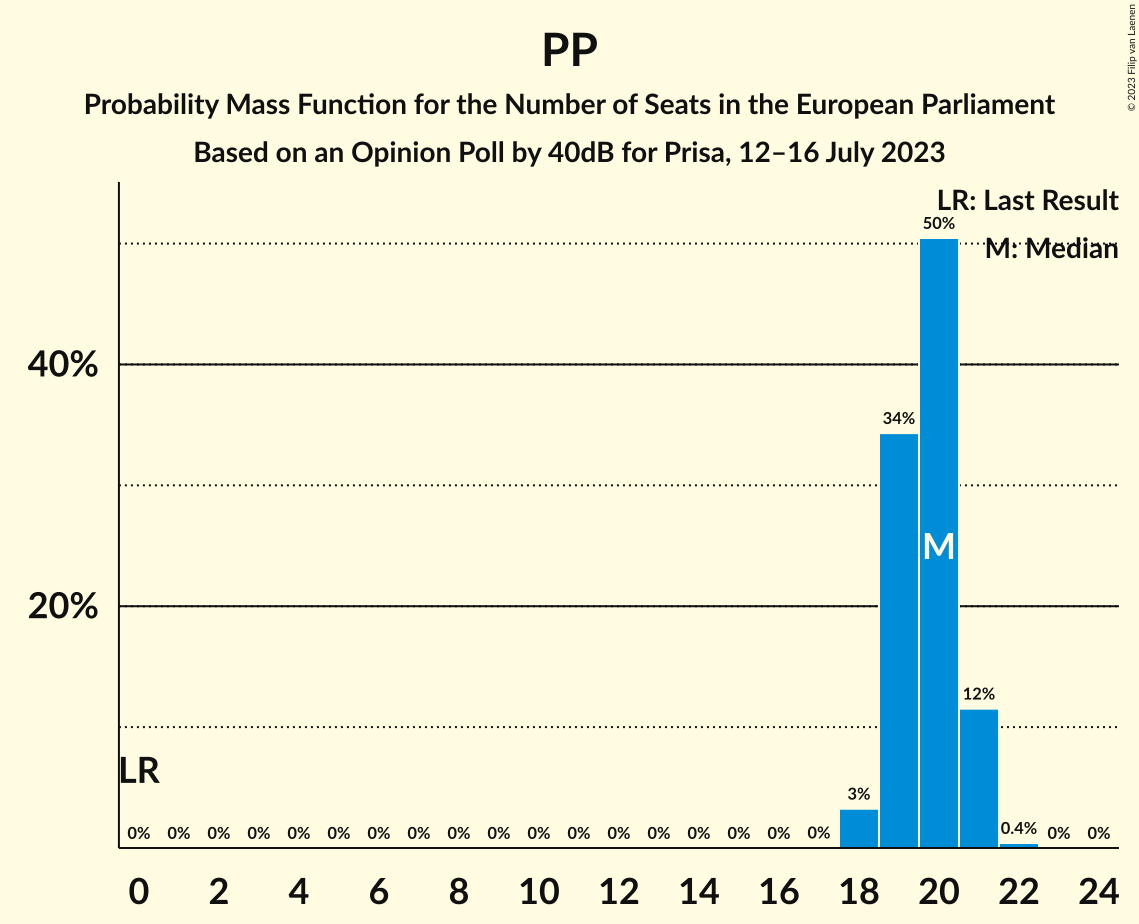 PP
Probability Mass Function for the Number of Seats in the European Parliament
Based on an Opinion Poll by 40dB for Prisa, 12–16 July 2023
© 2023 Filip van Laenen
LR: Last Result
M: Median
50%
40%
34%
M
20%
12%
LR
3%
0% 0% 0% 0% 0% 0% 0% 0% 0% 0% 0% 0% 0% 0% 0% 0% 0% 0% 0.4% 0% 0%
0 2 4 6 8 10 12 14 16 18 20 22 24